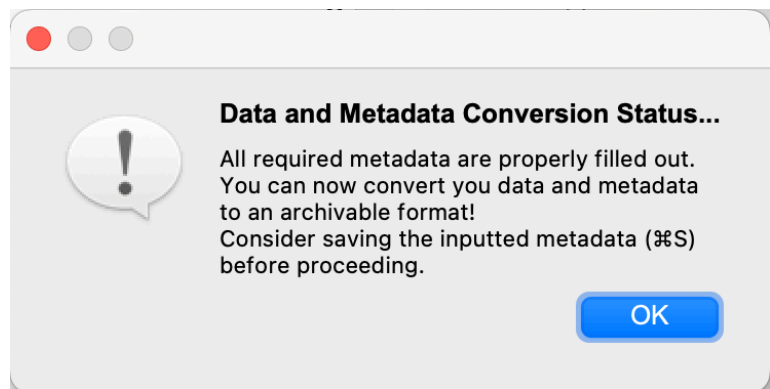 Data and Metadata Conversion Status...
All required metadata are properly filled out.
You can now convert you data and metadata
to an archivable format!
Consider saving the inputted metadata (⌘S)
before proceeding.
OK